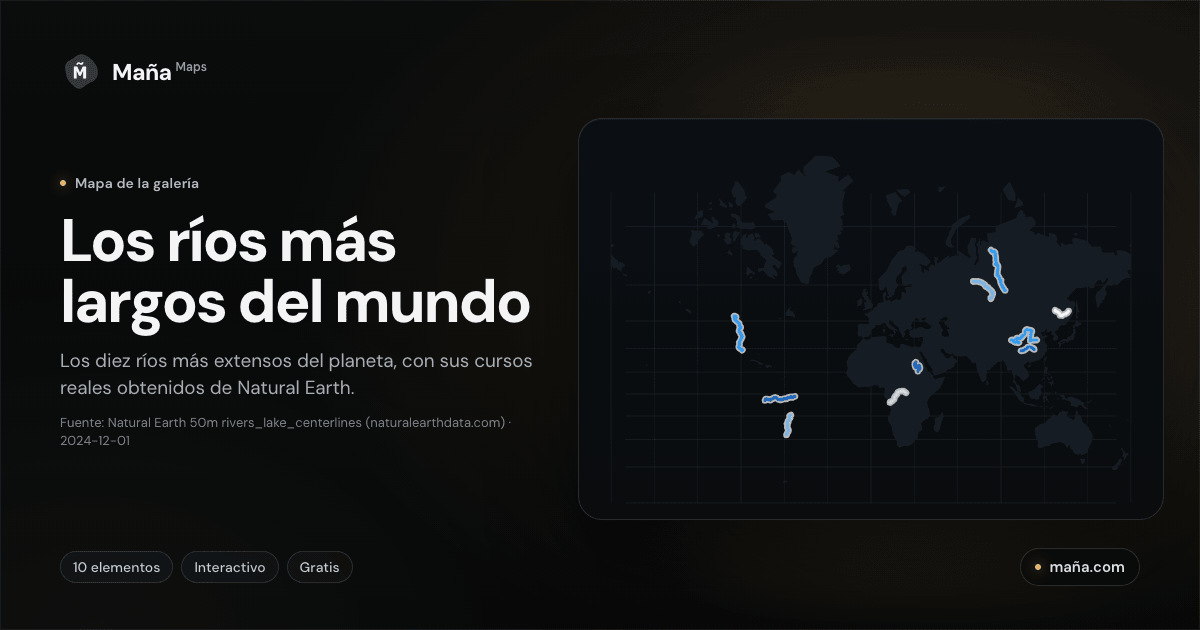 M̃
Maña Maps
Mapa de la galería
Los ríos más
largos del mundo
Los diez ríos más extensos del planeta, con sus cursos
reales obtenidos de Natural Earth.
Fuente: Natural Earth 50m rivers_lake_centerlines (naturalearthdata.com) ·
2024-12-01
10 elementos
Interactivo
Gratis
maña.com